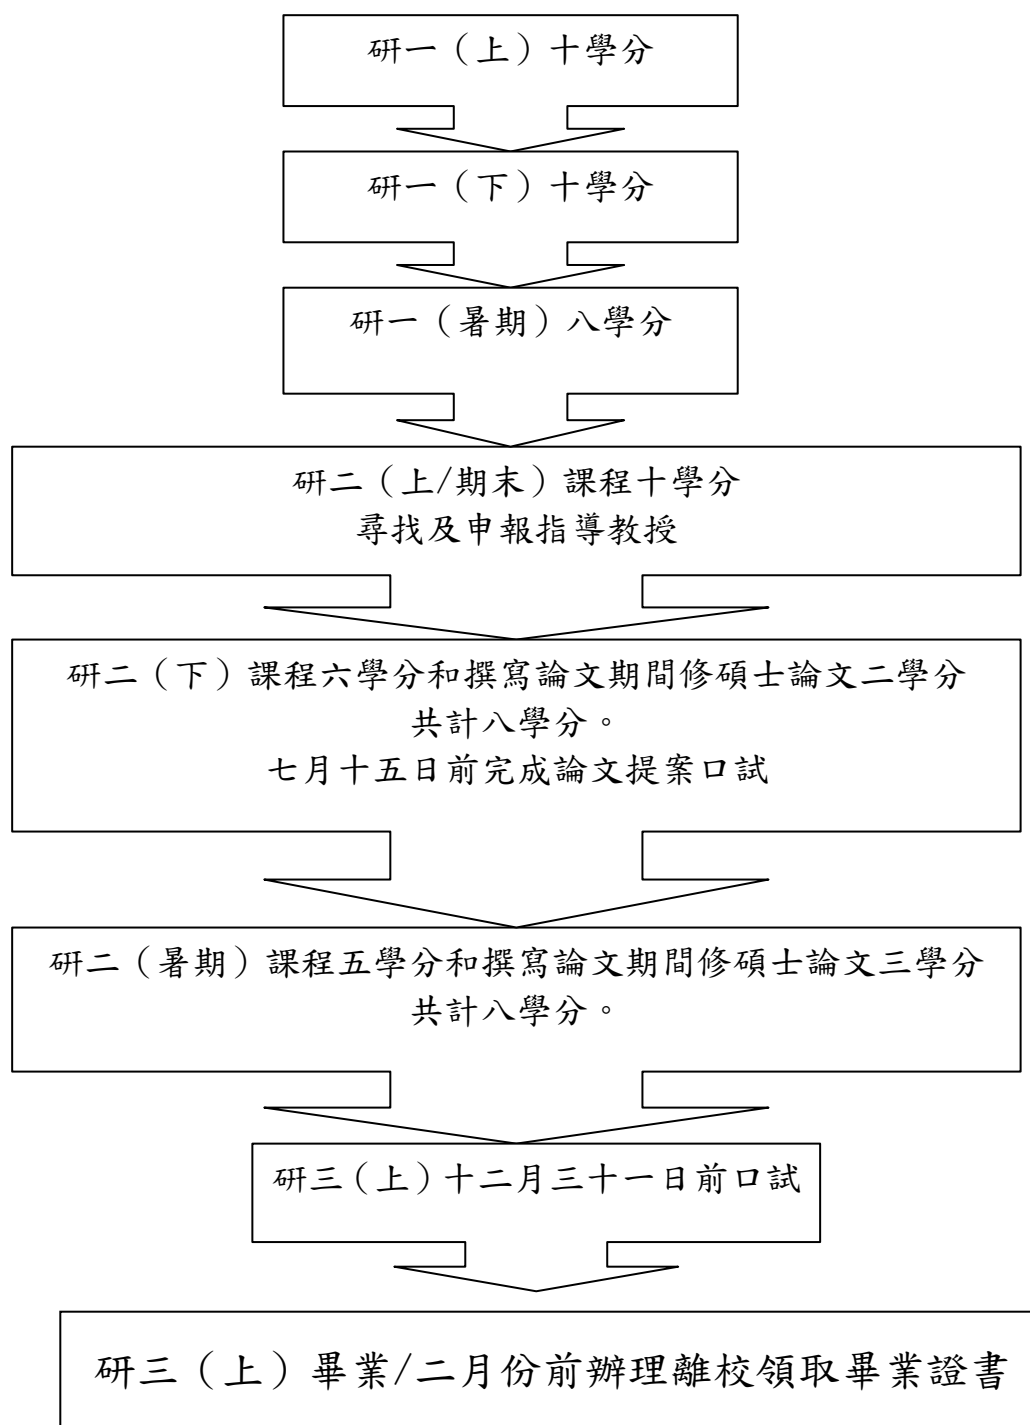 研一（上）十學分
研一（下）十學分
研一（暑期）八學分
研二（上/期末）課程十學分
尋找及申報指導教授
研二（下）課程六學分和撰寫論文期間修碩士論文二學分
共計八學分。
七月十五日前完成論文提案口試
研二（暑期）課程五學分和撰寫論文期間修碩士論文三學分
共計八學分。
研三（上）十二月三十一日前口試
研三（上）畢業/二月份前辦理離校領取畢業證書